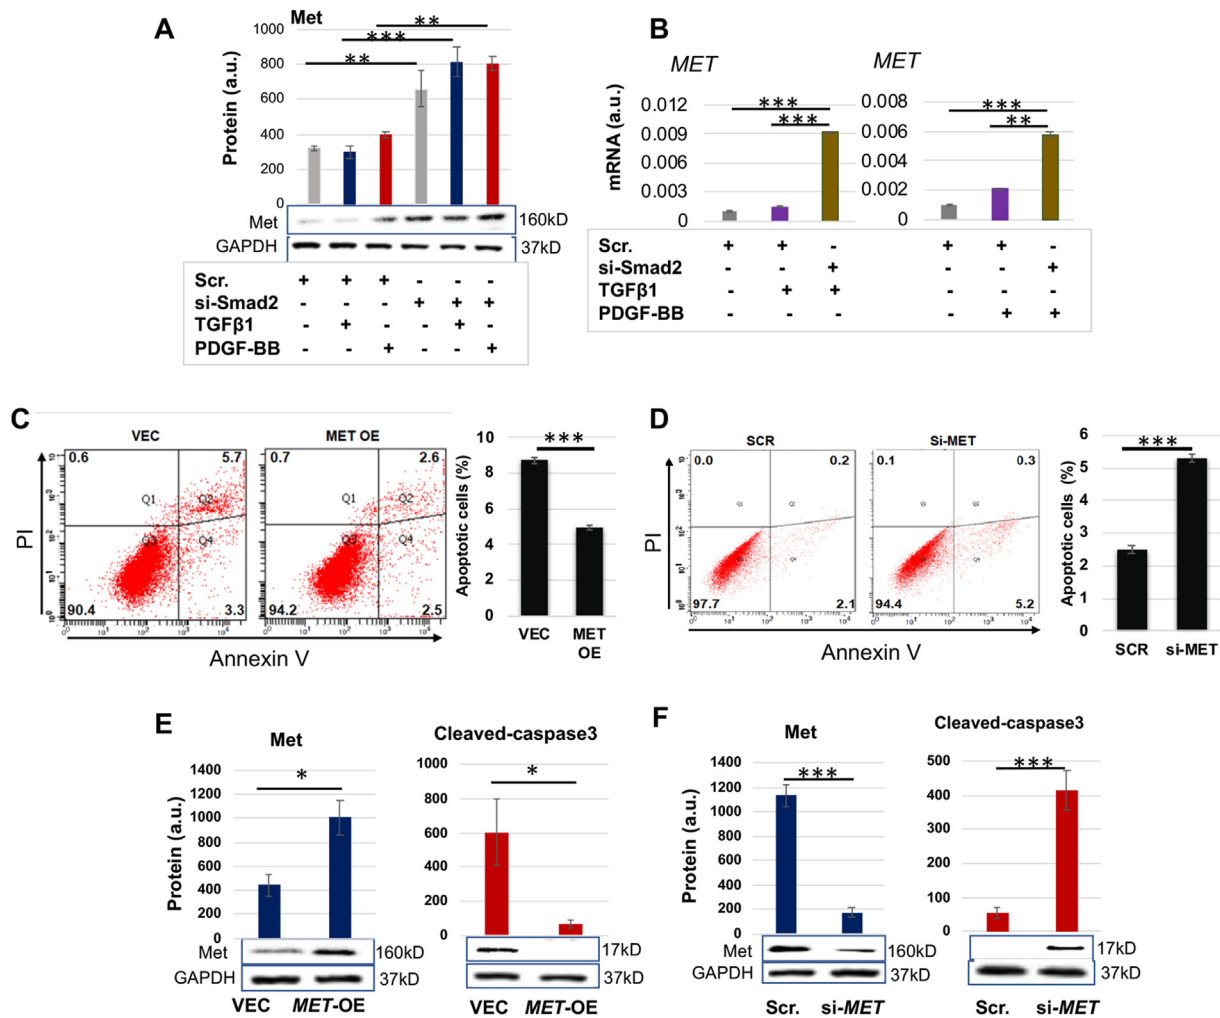 A
Met
Protein (a.u.)
1000
800
600
400
200
0
**
***
**
Met
160kD
GAPDH
37kD
Scr. + + + - - -
si-Smad2 - - - + + +
TGFβ1 - + - - + -
PDGF-BB - - + - - +
B
MET
MET
mRNA (a.u.)
0.012
0.009
0.006
0.003
0
***
***
0.008
0.006
0.004
0.002
0
***
**
Scr. + + - + + -
si-Smad2 - - + - - +
TGFβ1 - + + - - -
PDGF-BB - - - - + +
C
VEC
MET OE
PI
0.6
5.7
Q1
Q2
Q3
Q4
90.4
3.3
0.7
2.6
Q1
Q2
Q3
Q4
94.2
2.5
Annexin V
Apoptotic cells (%)
10
8
6
4
2
0
***
VEC
MET
OE
D
SCR
Si-MET
PI
0.0
0.2
Q1
Q2
Q4
97.7
2.1
0.1
0.3
Q2
Q4
94.4
5.2
Annexin V
Apoptotic cells (%)
6
5
4
3
2
1
0
***
SCR
si-MET
E
Met
Protein (a.u.)
1400
1200
1000
800
600
400
200
0
*
Met
160kD
GAPDH
37kD
VEC
MET-OE
Cleaved-caspase3
1000
800
600
400
200
0
*
17kD
37kD
VEC
MET-OE
F
Met
Protein (a.u.)
1400
1200
1000
800
600
400
200
0
***
Met
160kD
GAPDH
37kD
Scr.
si-MET
Cleaved-caspase3
500
400
300
200
100
0
***
17kD
37kD
Scr.
si-MET